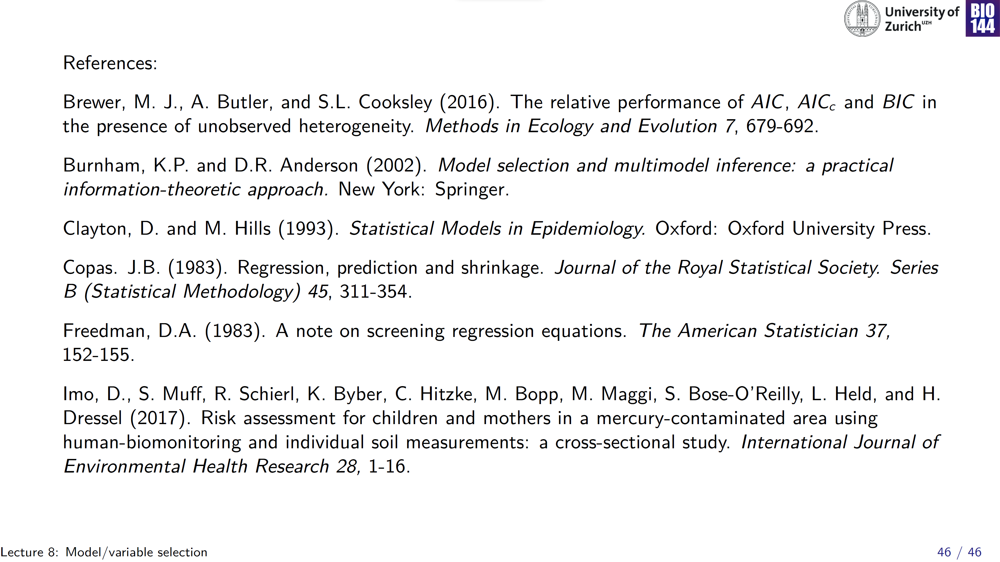 University of
Zurich UZH
BIO
144
References:
Brewer, M. J., A. Butler, and S.L. Cooksley (2016). The relative performance of AIC, AICc and BIC in
the presence of unobserved heterogeneity. Methods in Ecology and Evolution 7, 679-692.
Burnham, K.P. and D.R. Anderson (2002). Model selection and multimodel inference: a practical
information-theoretic approach. New York: Springer.
Clayton, D. and M. Hills (1993). Statistical Models in Epidemiology. Oxford: Oxford University Press.
Copas. J.B. (1983). Regression, prediction and shrinkage. Journal of the Royal Statistical Society. Series
B (Statistical Methodology) 45, 311-354.
Freedman, D.A. (1983). A note on screening regression equations. The American Statistician 37,
152-155.
Imo, D., S. Muff, R. Schierl, K. Byber, C. Hitzke, M. Bopp, M. Maggi, S. Bose-O'Reilly, L. Held, and H.
Dressel (2017). Risk assessment for children and mothers in a mercury-contaminated area using
human-biomonitoring and individual soil measurements: a cross-sectional study. International Journal of
Environmental Health Research 28, 1-16.
Lecture 8: Model/variable selection
46 / 46